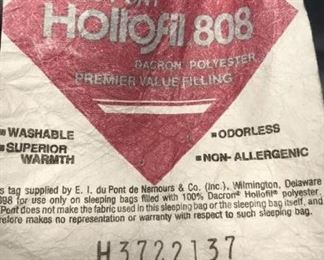 Hollofil 808
DACRON POLYESTER
PREMIER VALUE FILLING
■WASHABLE
■SUPERIOR
WARMTH
■ODORLESS
■NON-ALLERGENIC
s tag supplied by E. I. du Pont de Nemours & Co. (Inc.), Wilmington, Delaware
898 for use only on sleeping bags filled with 100% Dacron® Hollofil® polyester.
Pont does not make the fabric used in this sleeping bag or the sleeping bag itself, and
refore makes no representation or warranty with respect to such sleeping bag.
H3722137